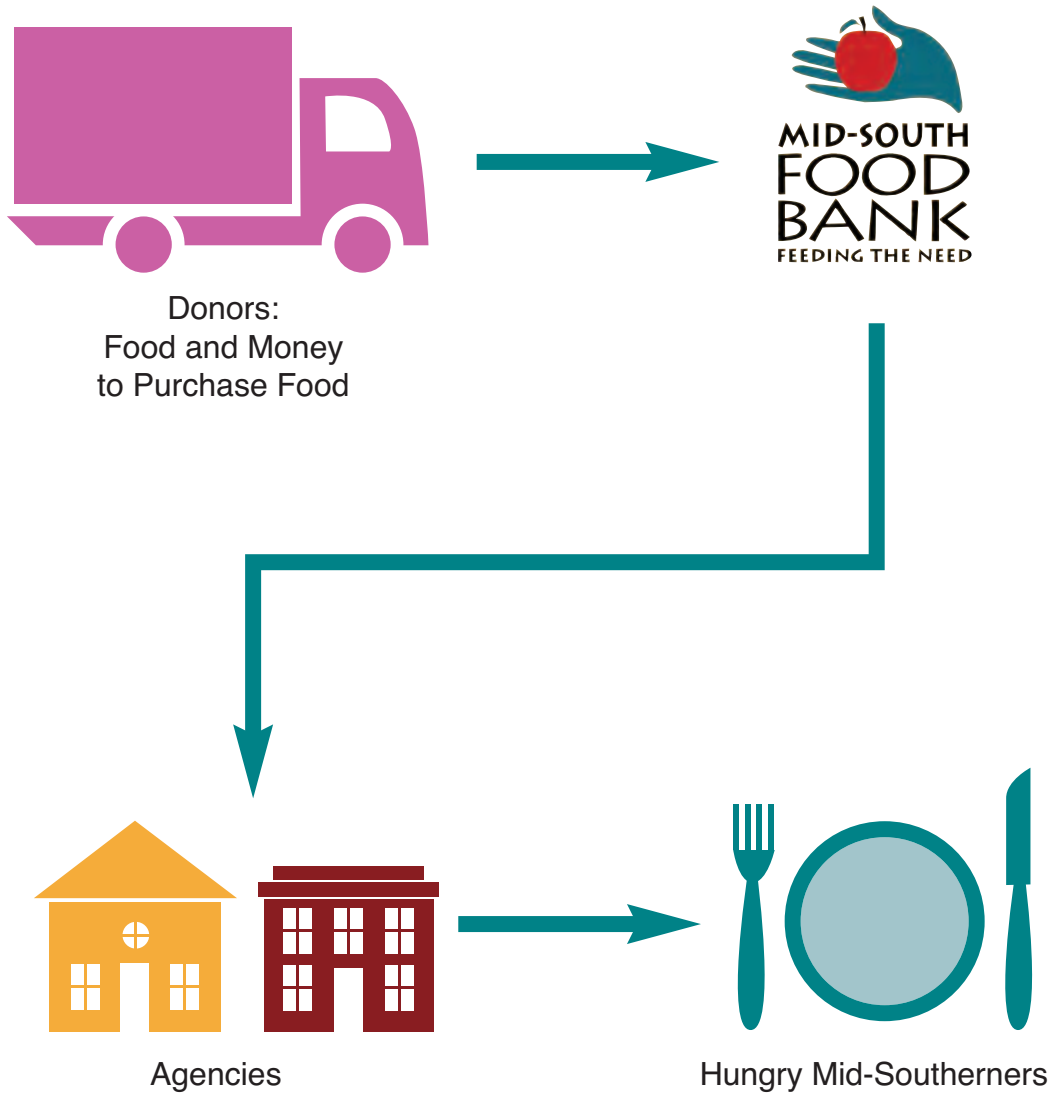 MID-SOUTH
FOOD
BANK
FEEDING THE NEED
Donors:
Food and Money
to Purchase Food
Agencies
Hungry Mid-Southerners